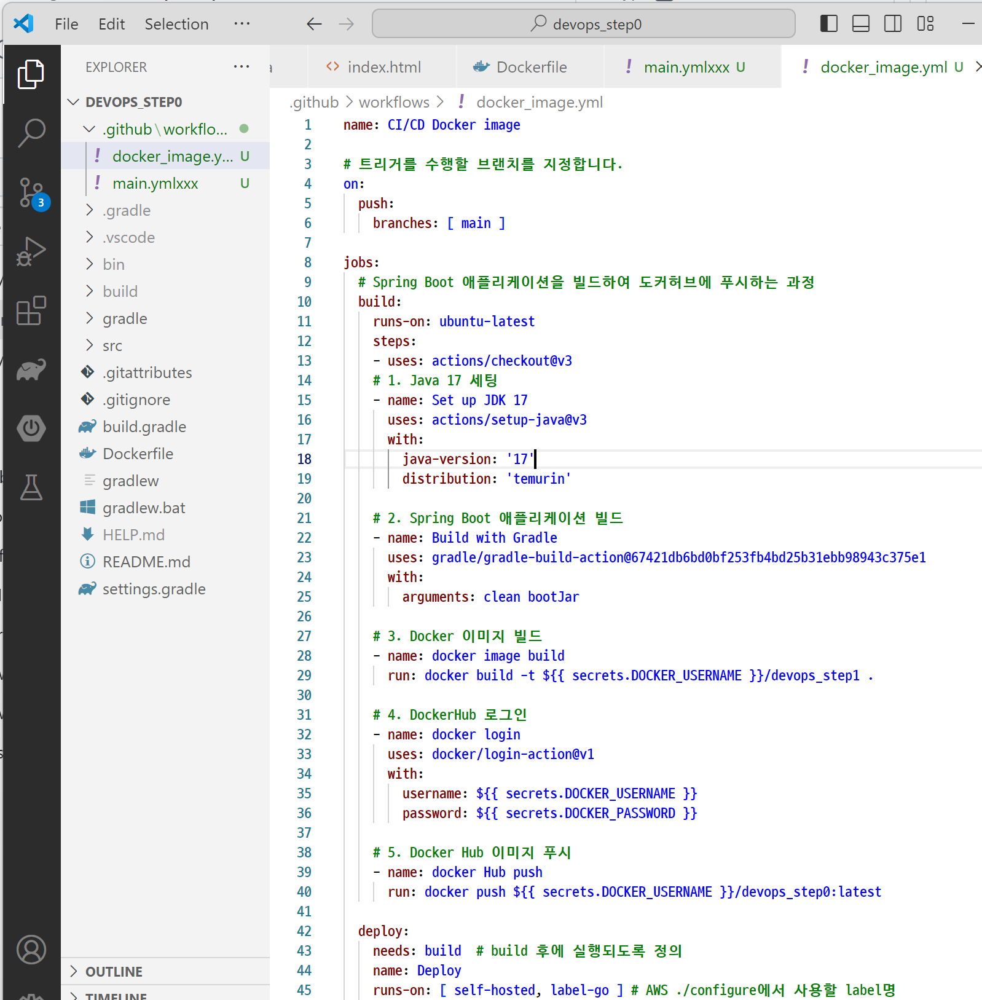 File Edit Selection ··· devops_step0
EXPLORER ···
index.html
Dockerfile
! main.ymlxxx U
! docker_image.yml U
DEVOPS_STEP0
.github\workflo...
! docker_image.y... U
! main.ymlxxx U
.gradle
.vscode
bin
build
gradle
src
.gitattributes
.gitignore
build.gradle
Dockerfile
gradlew
gradlew.bat
HELP.md
README.md
settings.gradle
OUTLINE
TIMELINE
3
.github > workflows > ! docker_image.yml
1 name: CI/CD Docker image
2
3 # 트리거를 수행할 브랜치를 지정합니다.
4 on:
5 push:
6 branches: [ main ]
7
8 jobs:
9 # Spring Boot 애플리케이션을 빌드하여 도커허브에 푸시하는 과정
10 build:
11 runs-on: ubuntu-latest
12 steps:
13 - uses: actions/checkout@v3
14 # 1. Java 17 세팅
15 - name: Set up JDK 17
16 uses: actions/setup-java@v3
17 with:
18 java-version: '17'
19 distribution: 'temurin'
20
21 # 2. Spring Boot 애플리케이션 빌드
22 - name: Build with Gradle
23 uses: gradle/gradle-build-action@67421db6bd0bf253fb4bd25b31ebb98943c375e1
24 with:
25 arguments: clean bootJar
26
27 # 3. Docker 이미지 빌드
28 - name: docker image build
29 run: docker build -t ${{ secrets.DOCKER_USERNAME }}/devops_step1 .
30
31 # 4. DockerHub 로그인
32 - name: docker login
33 uses: docker/login-action@v1
34 with:
35 username: ${{ secrets.DOCKER_USERNAME }}
36 password: ${{ secrets.DOCKER_PASSWORD }}
37
38 # 5. Docker Hub 이미지 푸시
39 - name: docker Hub push
40 run: docker push ${{ secrets.DOCKER_USERNAME }}/devops_step0:latest
41
42 deploy:
43 needs: build # build 후에 실행되도록 정의
44 name: Deploy
45 runs-on: [ self-hosted, label-go ] # AWS ./configure에서 사용할 label명